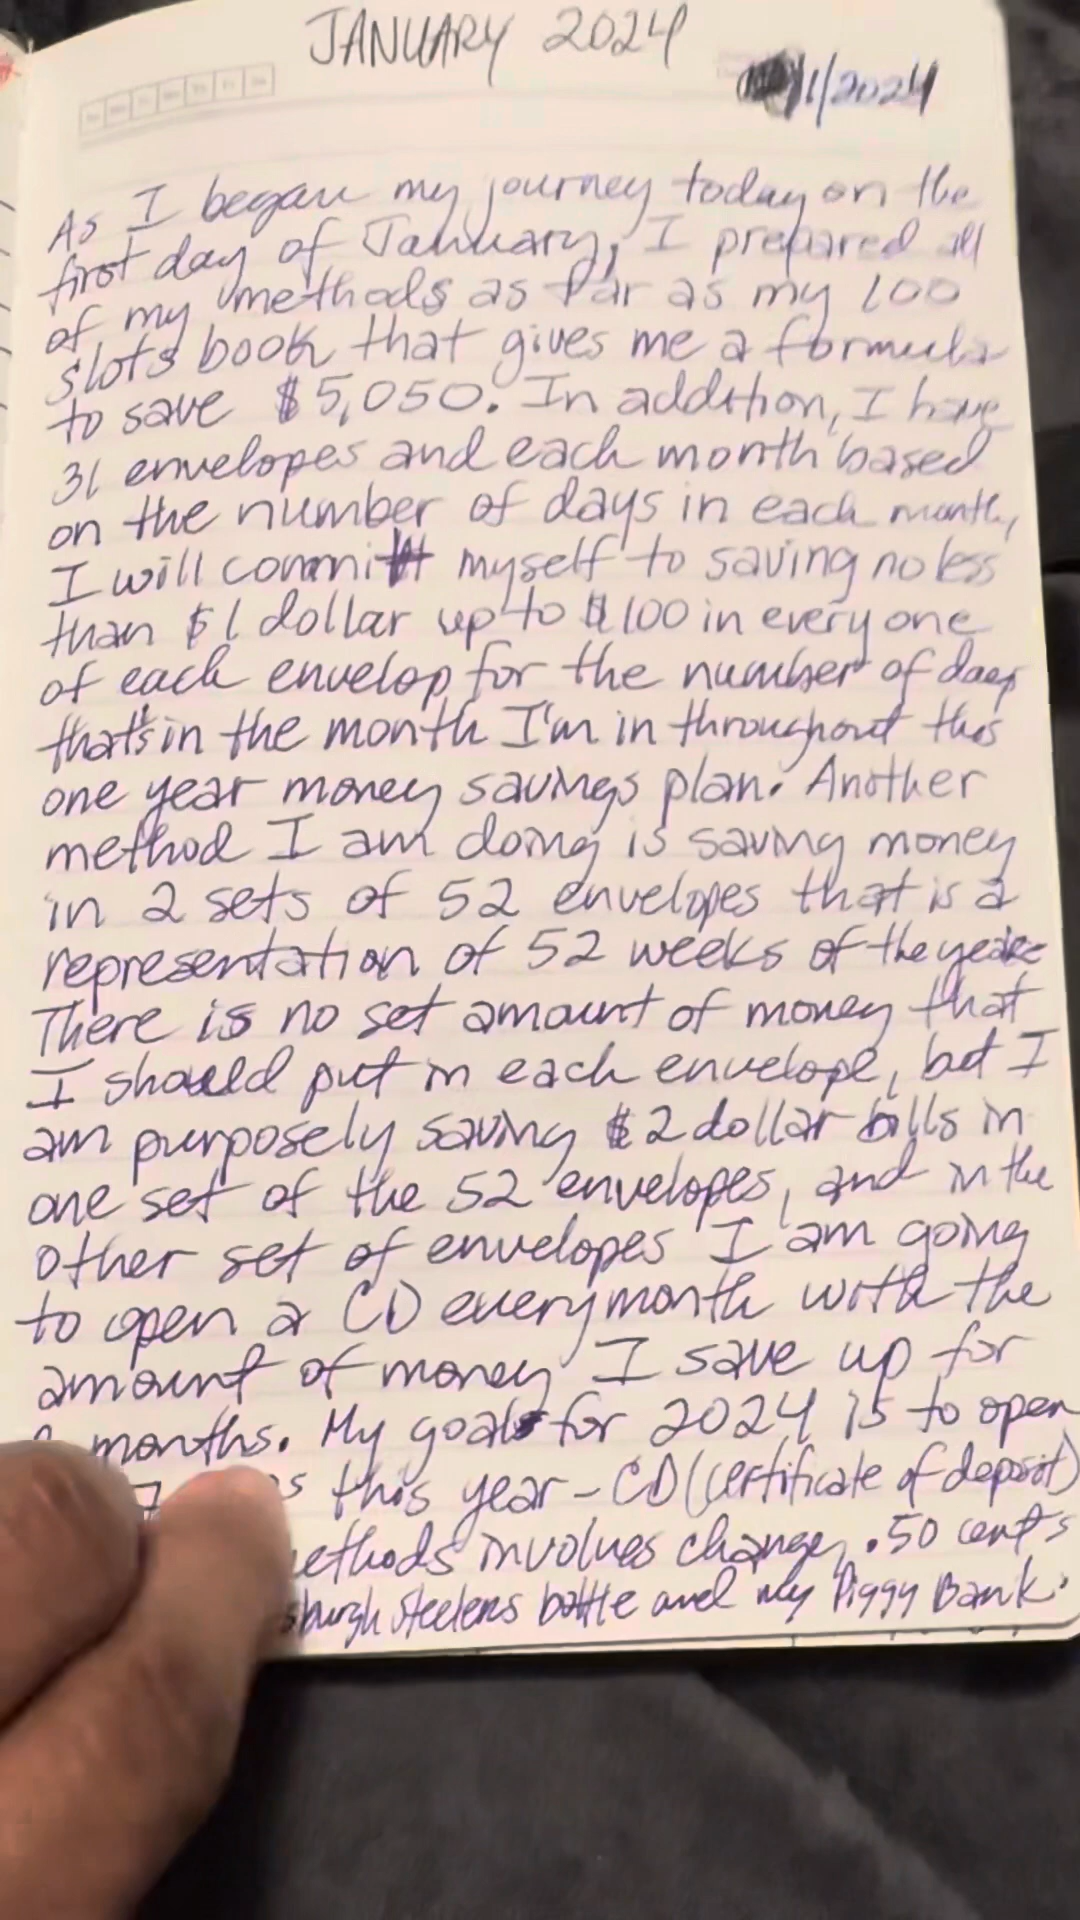 JANUARY 2024
/1/2024
As I began my journey today on the
first day of January, I prepared all
of my methods as far as my 100
slots book that gives me a formula
to save $5,050. In addition, I have
31 envelopes and each month based
on the number of days in each month,
I will commit myself to saving no less
than $1 dollar up to $100 in every one
of each envelop for the number of days
that's in the month I'm in throughout this
one year money savings plan. Another
method I am doing is saving money
in 2 sets of 52 envelopes that is a
representation of 52 weeks of the year.
There is no set amount of money that
I should put in each envelope, but I
am purposely saving $2 dollar bills in
one set of the 52 envelopes, and in the
other set of envelopes I am going
to open a CD every month with the
amount of money I save up for
months. My goal for 2024 is to open
7 this year - CD (certificate of deposit)
involves change, .50 cents
Steelers bottle and my Piggy Bank.